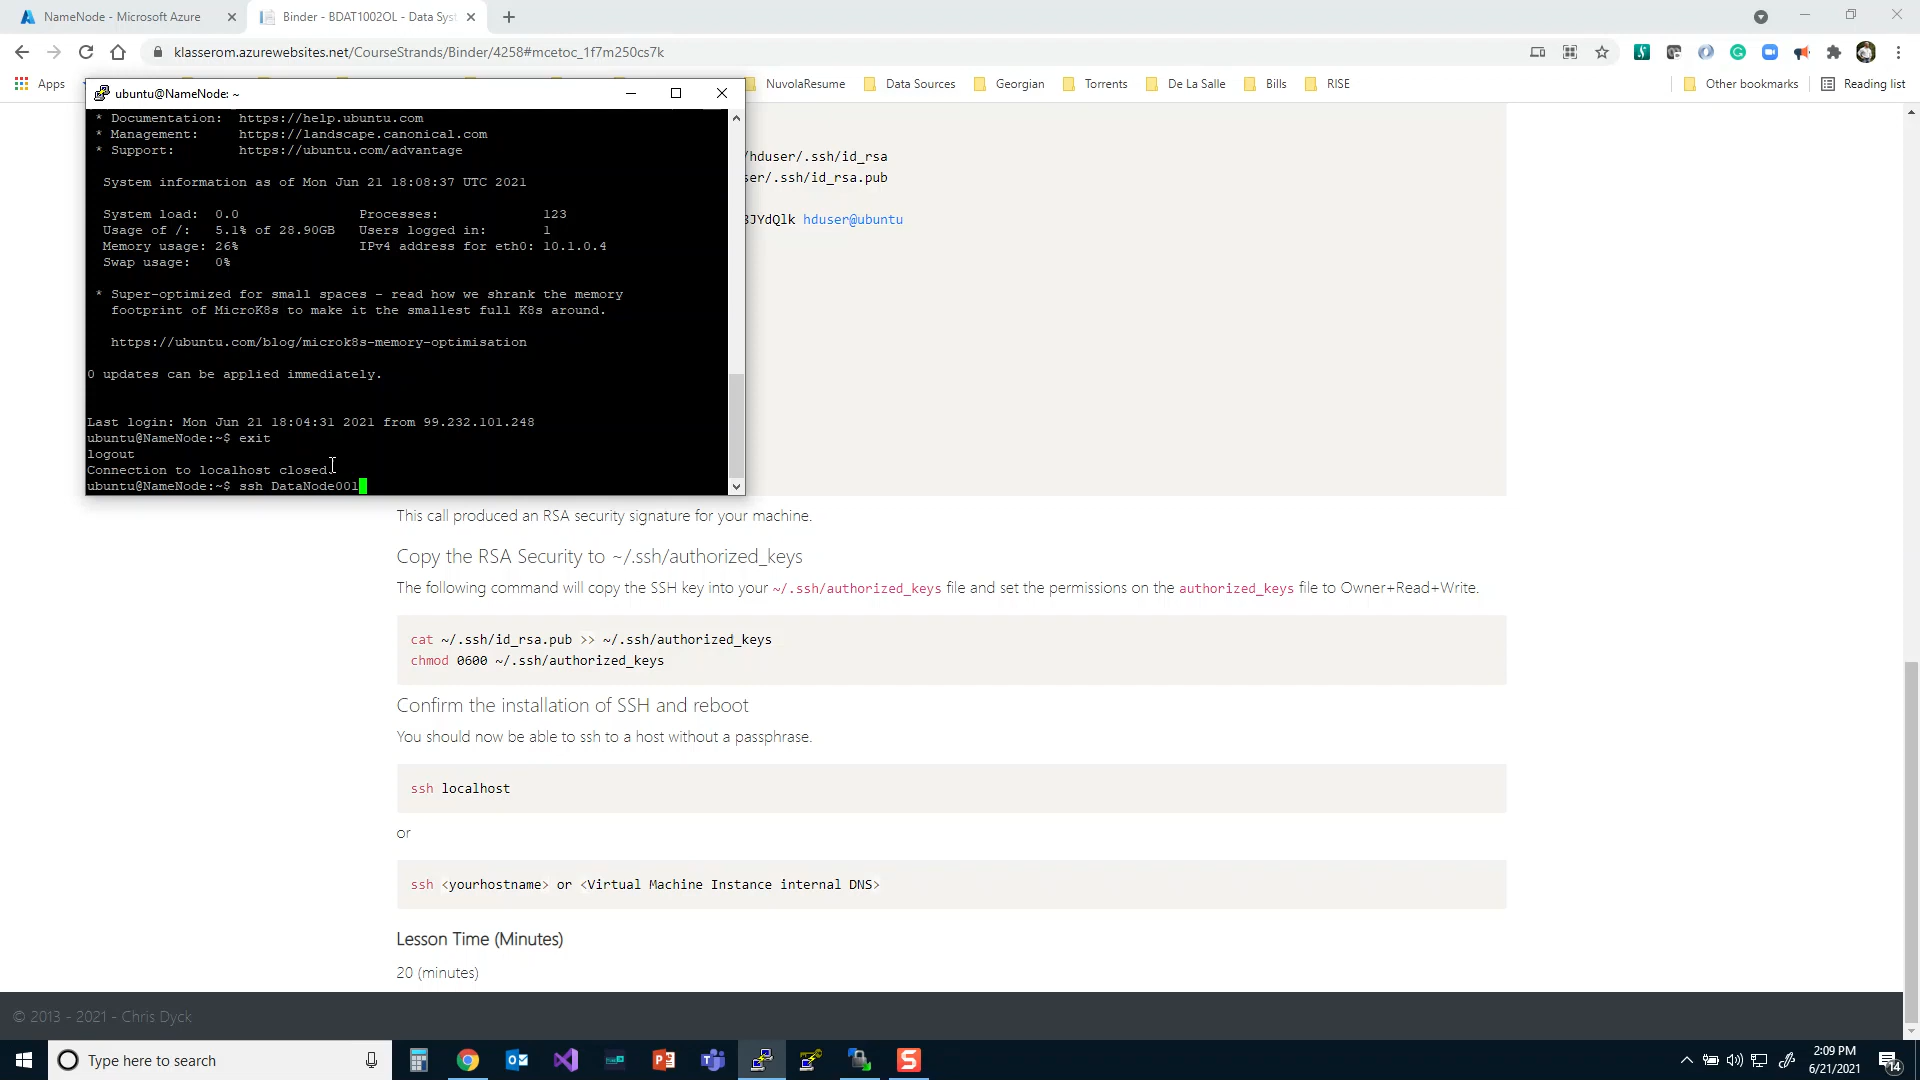 NameNode - Microsoft Azure
Binder - BDAT1002OL - Data Sys
klasserom.azurewebsites.net/CourseStrands/Binder/4258#mcetoc_1f7m250cs7k
Apps
NuvolaResume
Data Sources
Georgian
Torrents
De La Salle
Bills
RISE
Other bookmarks
Reading list
ubuntu@NameNode: ~
* Documentation:  https://help.ubuntu.com
* Management:     https://landscape.canonical.com
* Support:        https://ubuntu.com/advantage
System information as of Mon Jun 21 18:08:37 UTC 2021
System load:  0.0                Processes:             123
Usage of /:   5.1% of 28.90GB   Users logged in:       1
Memory usage: 26%                IPv4 address for eth0: 10.1.0.4
Swap usage:   0%
* Super-optimized for small spaces - read how we shrank the memory
footprint of MicroK8s to make it the smallest full K8s around.
https://ubuntu.com/blog/microk8s-memory-optimisation
0 updates can be applied immediately.
Last login: Mon Jun 21 18:04:31 2021 from 99.232.101.248
ubuntu@NameNode:~$ exit
logout
Connection to localhost closed.
ubuntu@NameNode:~$ ssh DataNode001
/hduser/.ssh/id_rsa
ser/.ssh/id_rsa.pub
JYdQlk hduser@ubuntu
This call produced an RSA security signature for your machine.
Copy the RSA Security to ~/.ssh/authorized_keys
The following command will copy the SSH key into your ~/.ssh/authorized_keys file and set the permissions on the authorized_keys file to Owner+Read+Write.
cat ~/.ssh/id_rsa.pub >> ~/.ssh/authorized_keys
chmod 0600 ~/.ssh/authorized_keys
Confirm the installation of SSH and reboot
You should now be able to ssh to a host without a passphrase.
ssh localhost
or
ssh <yourhostname> or <Virtual Machine Instance internal DNS>
Lesson Time (Minutes)
20 (minutes)
© 2013 - 2021 - Chris Dyck
Type here to search
2:09 PM
6/21/2021
14